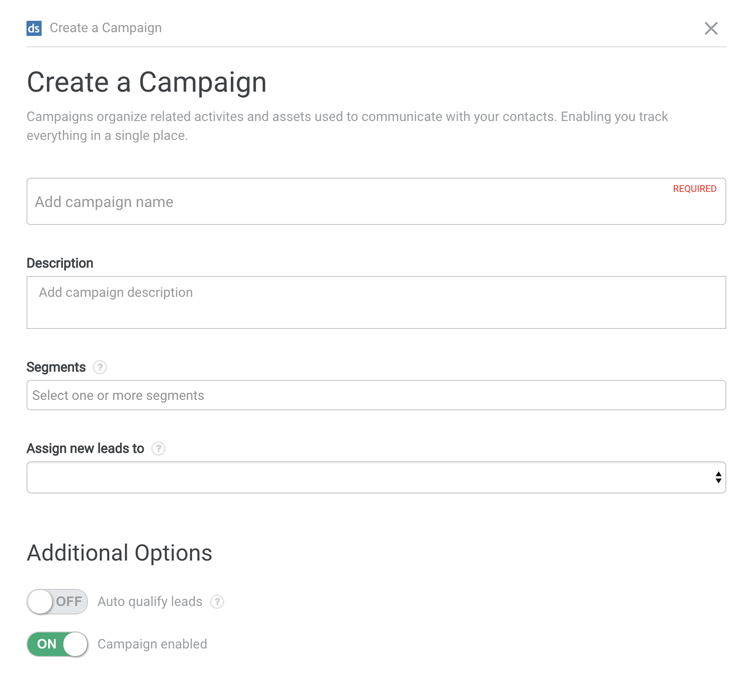 ds Create a Campaign
Create a Campaign
Campaigns organize related activites and assets used to communicate with your contacts. Enabling you track
everything in a single place.
REQUIRED
Add campaign name
Description
Add campaign description
Segments ?
Select one or more segments
Assign new leads to ?
Additional Options
OFF Auto qualify leads ?
ON Campaign enabled